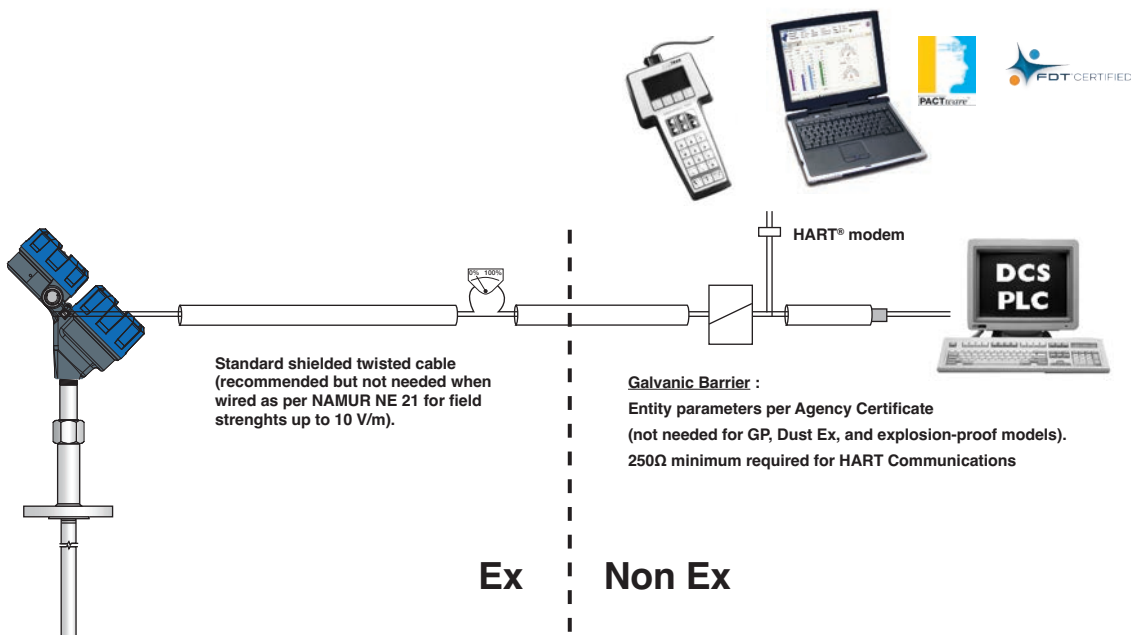 PACTware
FDT CERTIFIED
HART® modem
0% 100%
DCS
PLC
Standard shielded twisted cable
(recommended but not needed when
wired as per NAMUR NE 21 for field
strenghts up to 10 V/m).
Galvanic Barrier :
Entity parameters per Agency Certificate
(not needed for GP, Dust Ex, and explosion-proof models).
250Ω minimum required for HART Communications
Ex
Non Ex